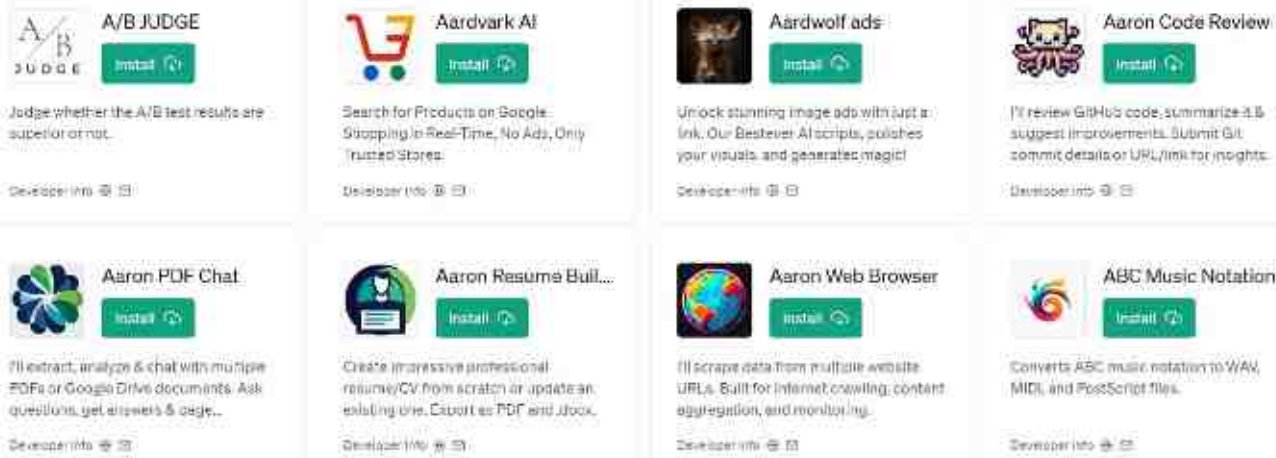 A/B JUDGE
A/B
JUDGE
Install
Judge whether the A/B test results are
superior or not.
Developer info
Aardvark AI
Install
Search for Products on Google
Shopping in Real-Time, No Ads, Only
Trusted Stores.
Developer info
Aardwolf ads
Install
Unlock stunning image ads with just a
link. Our Bestever AI scripts, polishes
your visuals, and generates magic!
Developer info
Aaron Code Review
Install
I'll review GitHub code, summarize it &
suggest improvements. Submit Git
commit details or URL/link for insights.
Developer info
Aaron PDF Chat
Install
I'll extract, analyze & chat with multiple
PDFs or Google Drive documents. Ask
questions, get answers & page...
Developer info
Aaron Resume Buil...
Install
Create impressive professional
resume/CV from scratch or update an
existing one. Export as PDF and .docx.
Developer info
Aaron Web Browser
Install
I'll scrape data from multiple website
URLs. Built for internet crawling, content
aggregation, and monitoring.
Developer info
ABC Music Notation
Install
Converts ABC music notation to WAV,
MIDI, and PostScript files.
Developer info